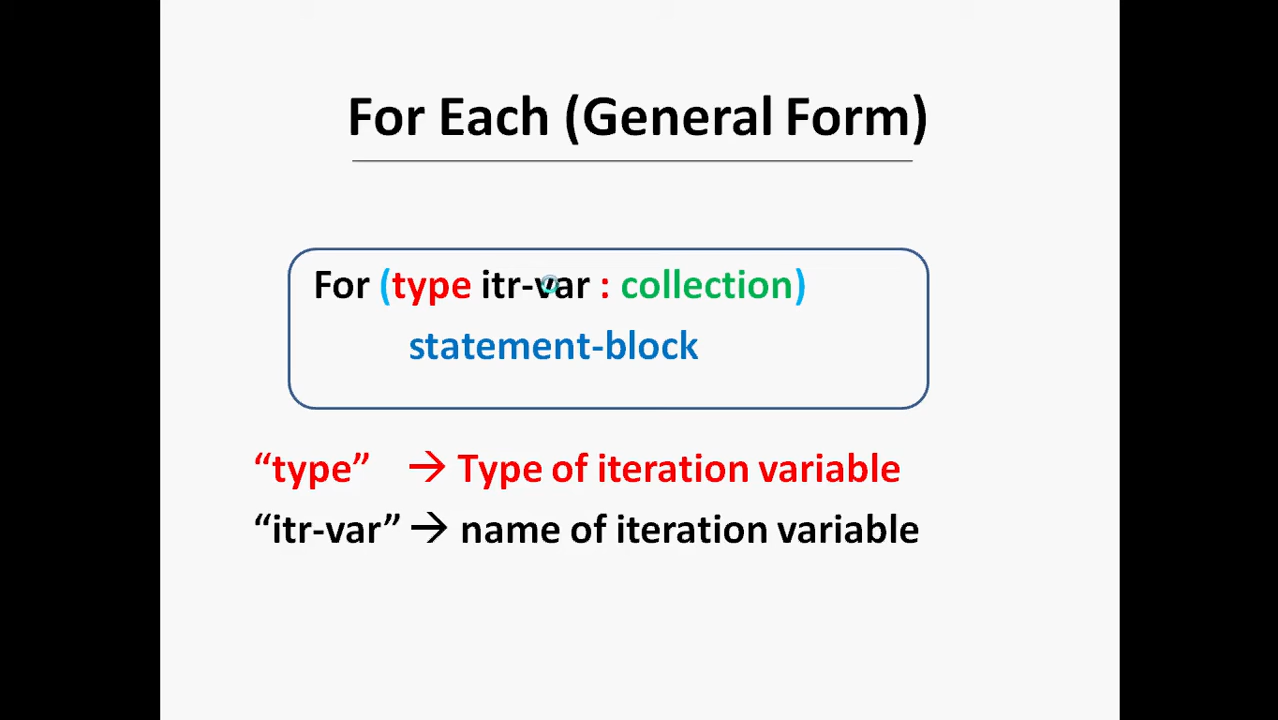 For Each (General Form)
For (type itr-var : collection)
statement-block
“type” → Type of iteration variable
“itr-var” → name of iteration variable